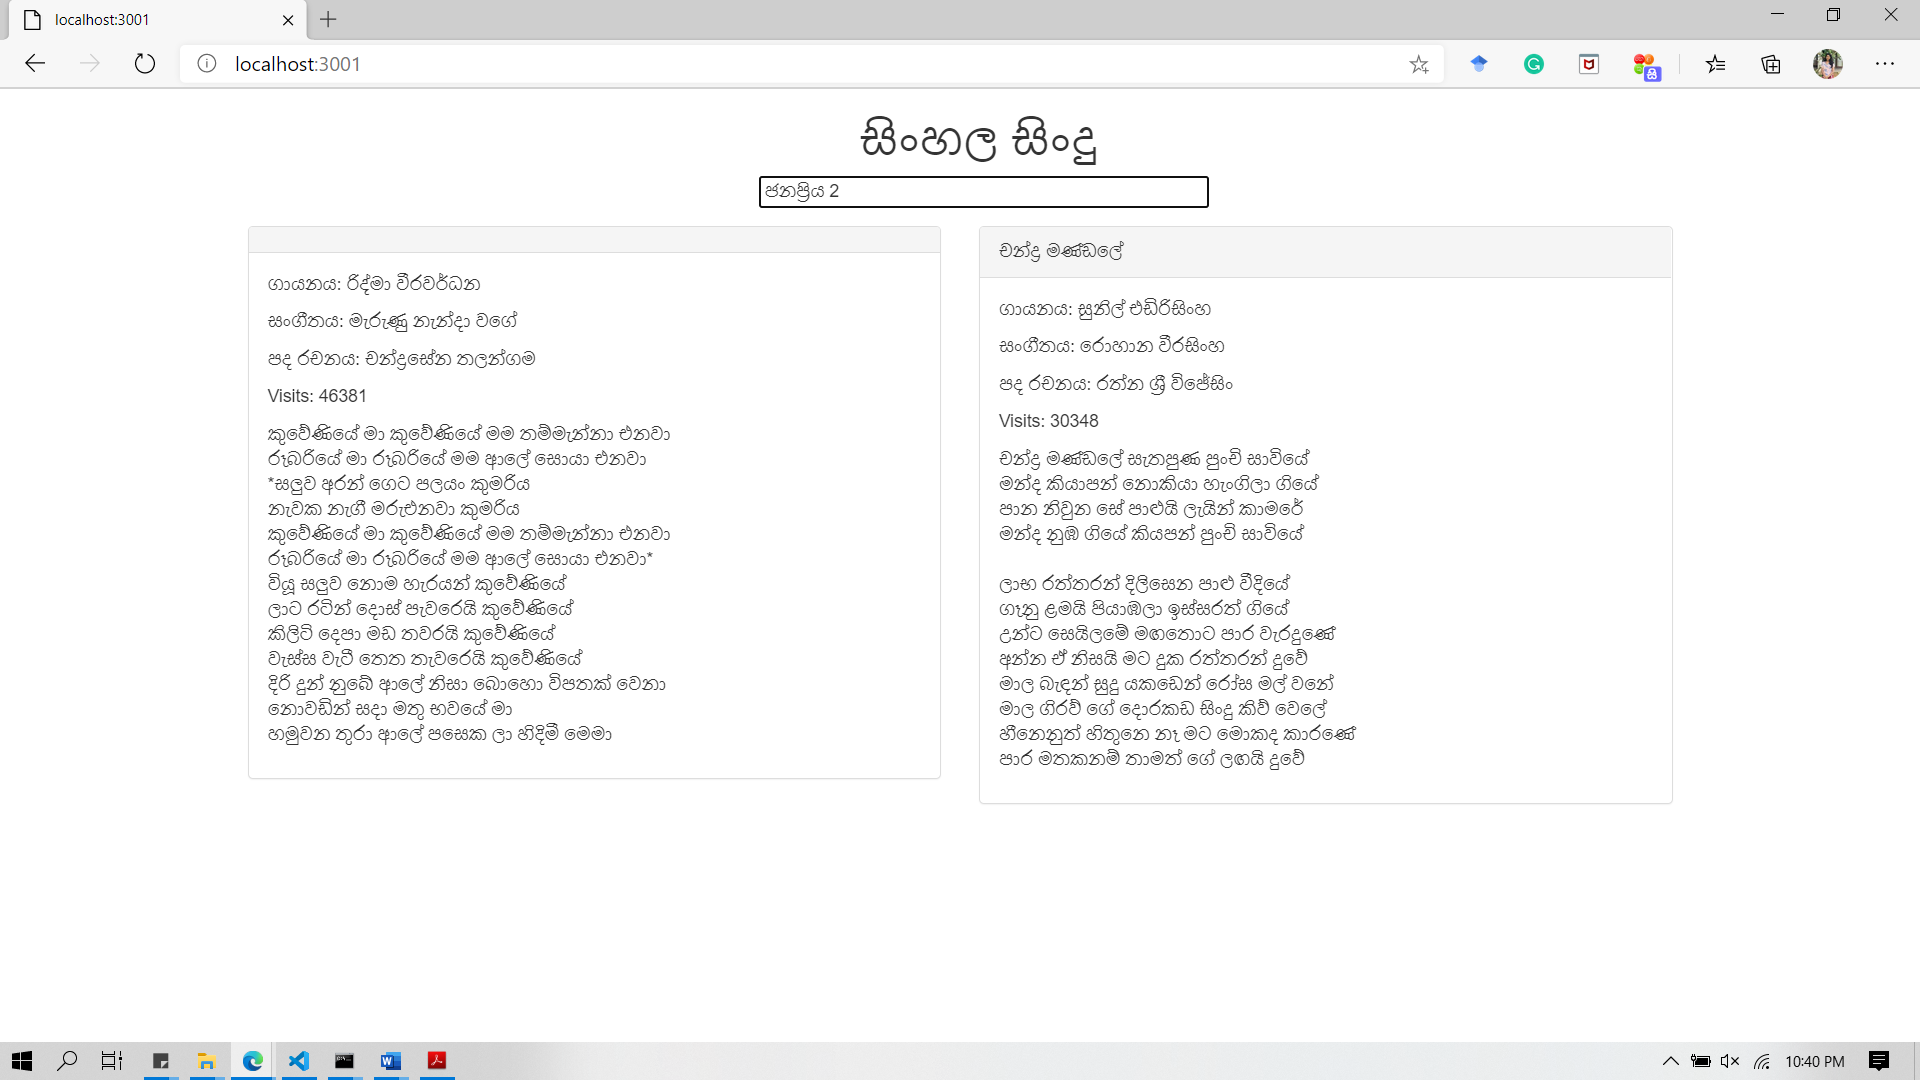 localhost:3001
localhost:3001
සිංහල සිංදු
ජනප්‍රිය 2
ගායනය: රිද්මා වීරවර්ධන
සංගීතය: මැරුණු නැන්දා වගේ
පද රචනය: චන්ද්‍රසේන තලන්ගම
Visits: 46381
කුවේණියේ මා කුවේණියේ මම තම්මැන්නා එනවා
රූබරියේ මා රූබරියේ මම ආලේ සොයා එනවා
*සලුව අරන් ගෙට පලයං කුමරිය
නැවක නැගී මරුඑනවා කුමරිය
කුවේණියේ මා කුවේණියේ මම තම්මැන්නා එනවා
රූබරියේ මා රූබරියේ මම ආලේ සොයා එනවා*
වියූ සලුව නොම හැරයන් කුවේණියේ
ලාට රටින් දොස් පැවරෙයි කුවේණියේ
කිලිටි දෙපා මඩ තවරයි කුවේණියේ
වැස්ස වැටී තෙත තැවරෙයි කුවේණියේ
දිරි දුන් නුබේ ආලේ නිසා බොහො විපතක් වෙනා
නොවඩින් සදා මතු භවයේ මා
හමුවන තුරා ආලේ පසෙක ලා හිදිමී මෙමා
චන්ද්‍ර මණ්ඩලේ
ගායනය: සුනිල් එඩිරිසිංහ
සංගීතය: රොහාන වීරසිංහ
පද රචනය: රත්න ශ්‍රී විජේසිං
Visits: 30348
චන්ද්‍ර මණ්ඩලේ සැතපුණ පුංචි සාවියේ
මන්ද කියාපන් නොකියා හැංගිලා ගියේ
පාන නිවුන සේ පාළුයි ලැයින් කාමරේ
මන්ද නුඹ ගියේ කියපන් පුංචි සාවියේ
ලාභ රත්තරන් දිලිසෙන පාළු වීදියේ
ගෑනු ළමයි පියාඹලා ඉස්සරත් ගියේ
උන්ට සෙයිලමේ මඟතොට පාර වැරදුණේ
අන්න ඒ නිසයි මට දුක රත්තරන් දුවේ
මාල බැඳන් සුදු යකඩෙන් රෝස මල් වනේ
මාල ගිරව් ගේ දොරකඩ සිංදු කිව් වෙලේ
හීනෙනුත් හිතුනෙ නෑ මට මොකද කාරණේ
පාර මතකනම් තාමත් ගේ ලඟයි දුවේ
10:40 PM